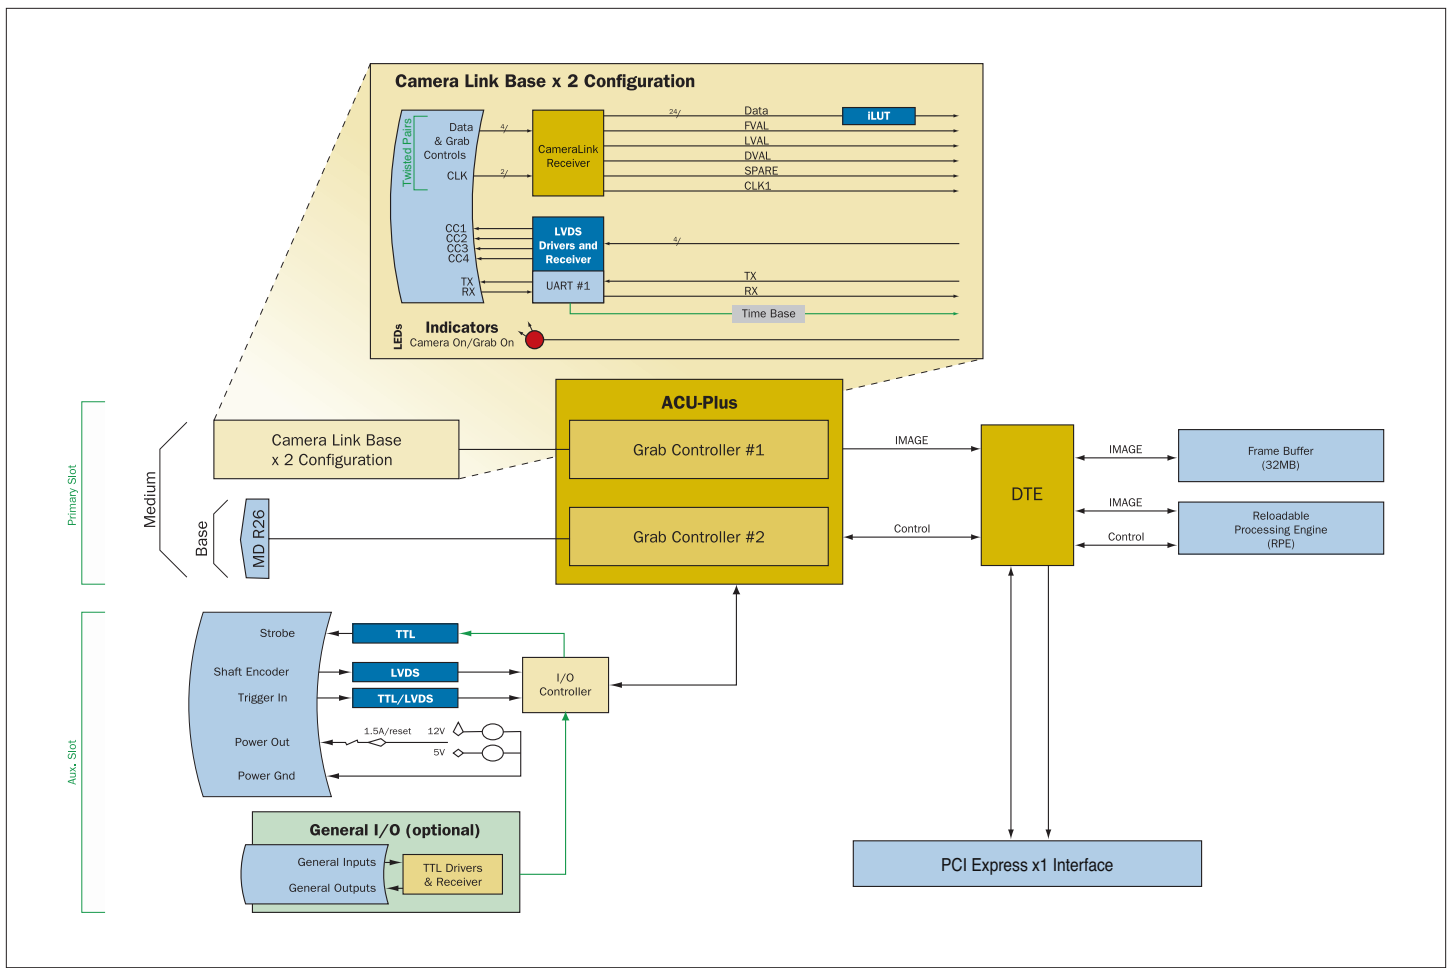 Camera Link Base x 2 Configuration
Twisted Pairs
Data
& Grab
Controls
CLK
4/
2/
CameraLink
Receiver
24/
Data
iLUT
FVAL
LVAL
DVAL
SPARE
CLK1
CC1
CC2
CC3
CC4
TX
RX
LVDS
Drivers and
Receiver
UART #1
4/
TX
RX
Time Base
LEDs
Indicators
Camera On/Grab On
Primary Slot
Medium
Base
Camera Link Base
x 2 Configuration
MD R26
ACU-Plus
Grab Controller #1
Grab Controller #2
IMAGE
Control
DTE
IMAGE
IMAGE
Control
Frame Buffer
(32MB)
Reloadable
Processing Engine
(RPE)
Aux. Slot
Strobe
Shaft Encoder
Trigger In
Power Out
Power Gnd
TTL
LVDS
TTL/LVDS
1.5A/reset
12V
5V
I/O
Controller
General I/O (optional)
General Inputs
General Outputs
TTL Drivers
& Receiver
PCI Express x1 Interface